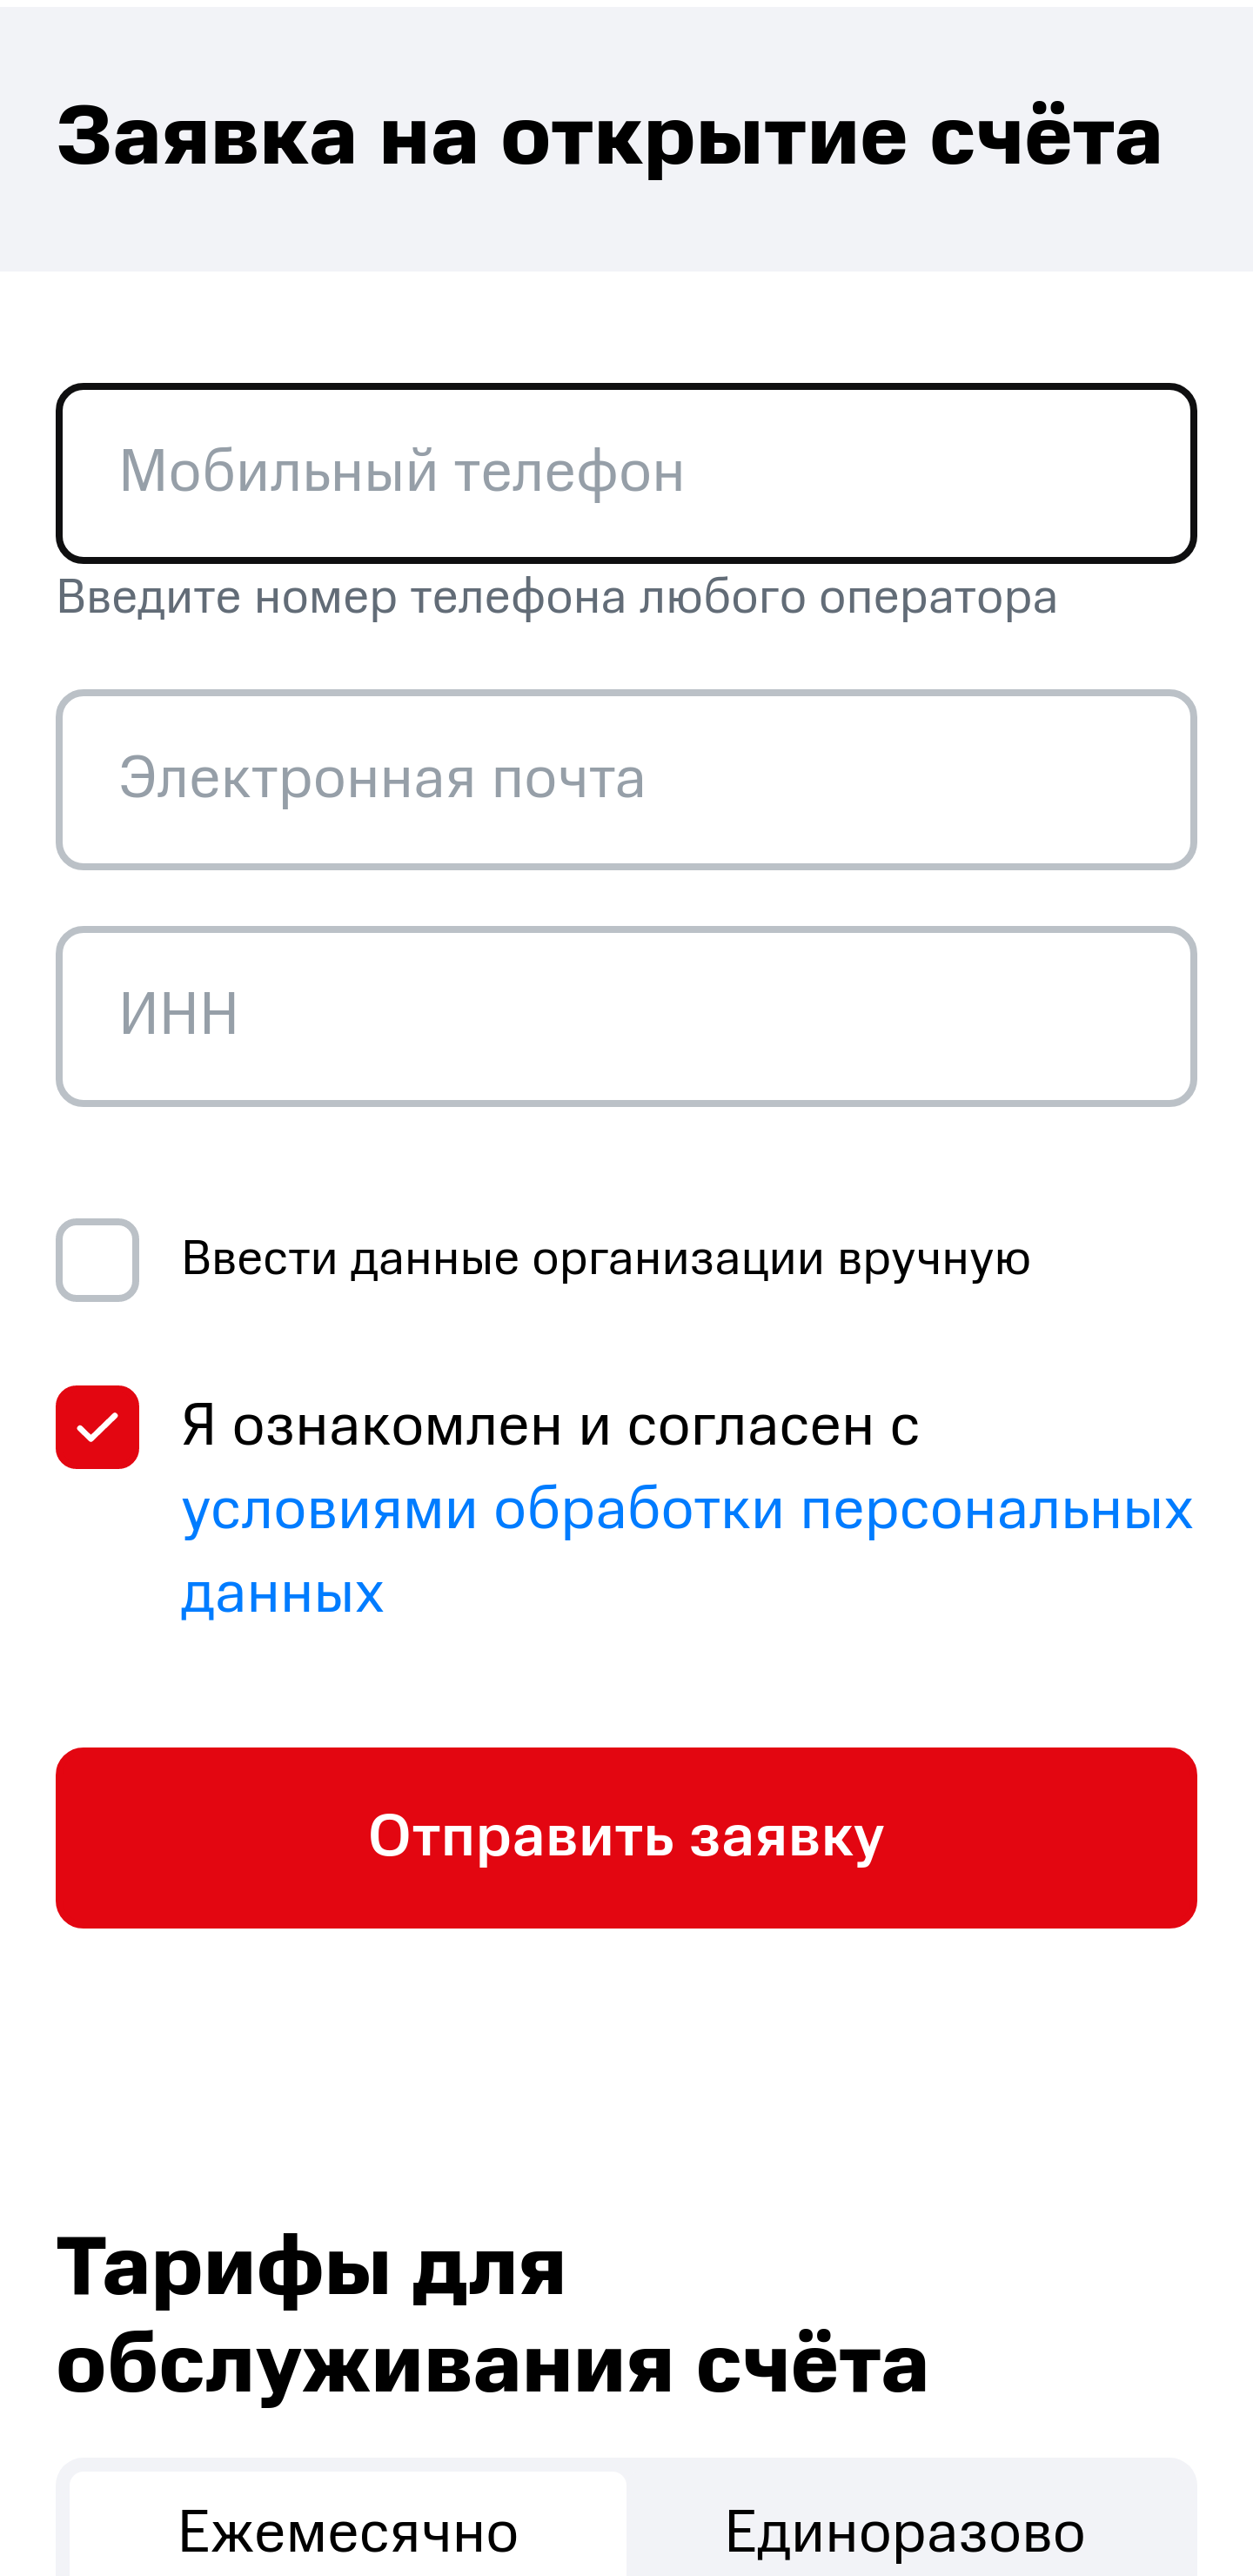 Заявка на открытие счёта
Мобильный телефон
Введите номер телефона любого оператора
Электронная почта
ИНН
Ввести данные организации вручную
Я ознакомлен и согласен с
условиями обработки персональных
данных
Отправить заявку
Тарифы для
обслуживания счёта
Ежемесячно
Единоразово